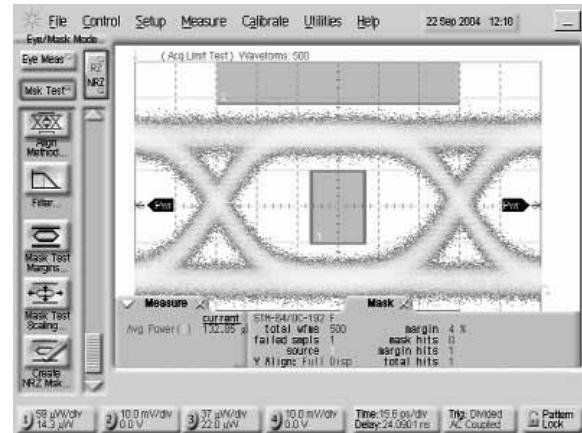 File Control Setup Measure Calibrate Utilities Help 22 Sep 2004 12:10
Eye/Mask Mode
Eye Meas
Msk Test
RZ
NRZ
(Acq Limit Test) Waveforms: 500
Align
Method...
Filter...
Mask Test
Margins...
Mask Test
Scaling...
Create
NRZ Msk...
Pwr
Pwr
1
Measure
Mask
current
Avg Power( ) 132.85 µ
STM-64/OC-192 F
total wfms 500
failed smpls 1
source 1
Y Align: Full Disp
margin 4 %
mask hits 0
margin hits 1
total hits 1
1) 59 µW/div
14.3 µW
2) 10.0 mV/div
0.0 V
3) 37 µW/div
22.0 µW
4) 10.0 mV/div
0.0 V
Time:15.6 ps/div
Delay:24.0901 ns
Trig: Divided
AC Coupled
Pattern
Lock